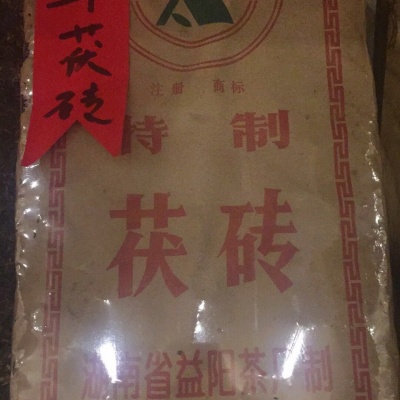 茯砖
注册 商标
特制
茯砖
湖南省益阳茶厂制